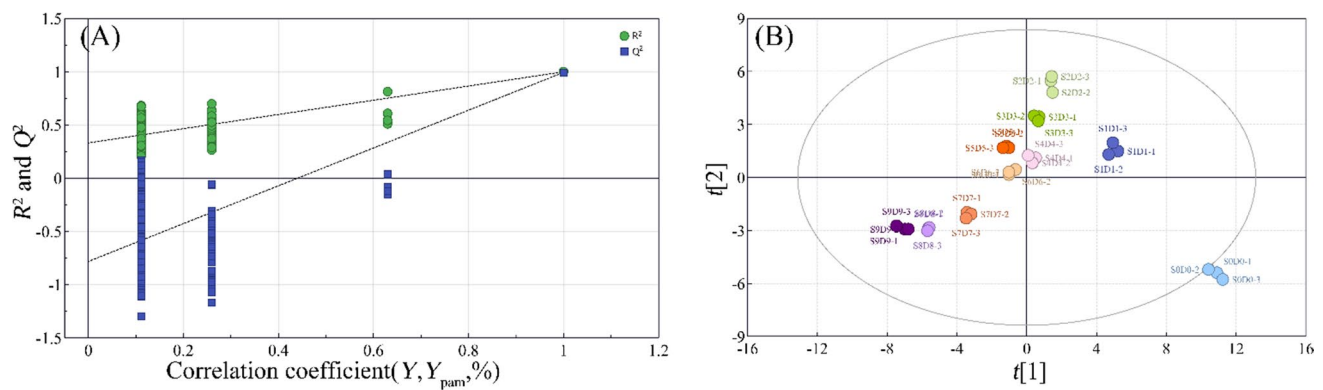 (A)
R²
Q²
1.5
1
0.5
0
-0.5
-1
-1.5
0
0.2
0.4
0.6
0.8
1
1.2
R² and Q²
Correlation coefficient(Y,Ypam,%)
(B)
9
6
3
0
-3
-6
-9
-16
-12
-8
-4
0
4
8
12
16
t[2]
t[1]
S2D2-1
S2D2-3
S2D2-2
S3D3-2
S3D3-1
S3D3-3
S1D1-3
S1D1-1
S1D1-2
S5D5-3
S4D4-3
S4D4-1
S6D6-2
S7D7-1
S7D7-2
S7D7-3
S9D9-3
S9D9-1
S8D8-3
S0D0-2
S0D0-1
S0D0-3